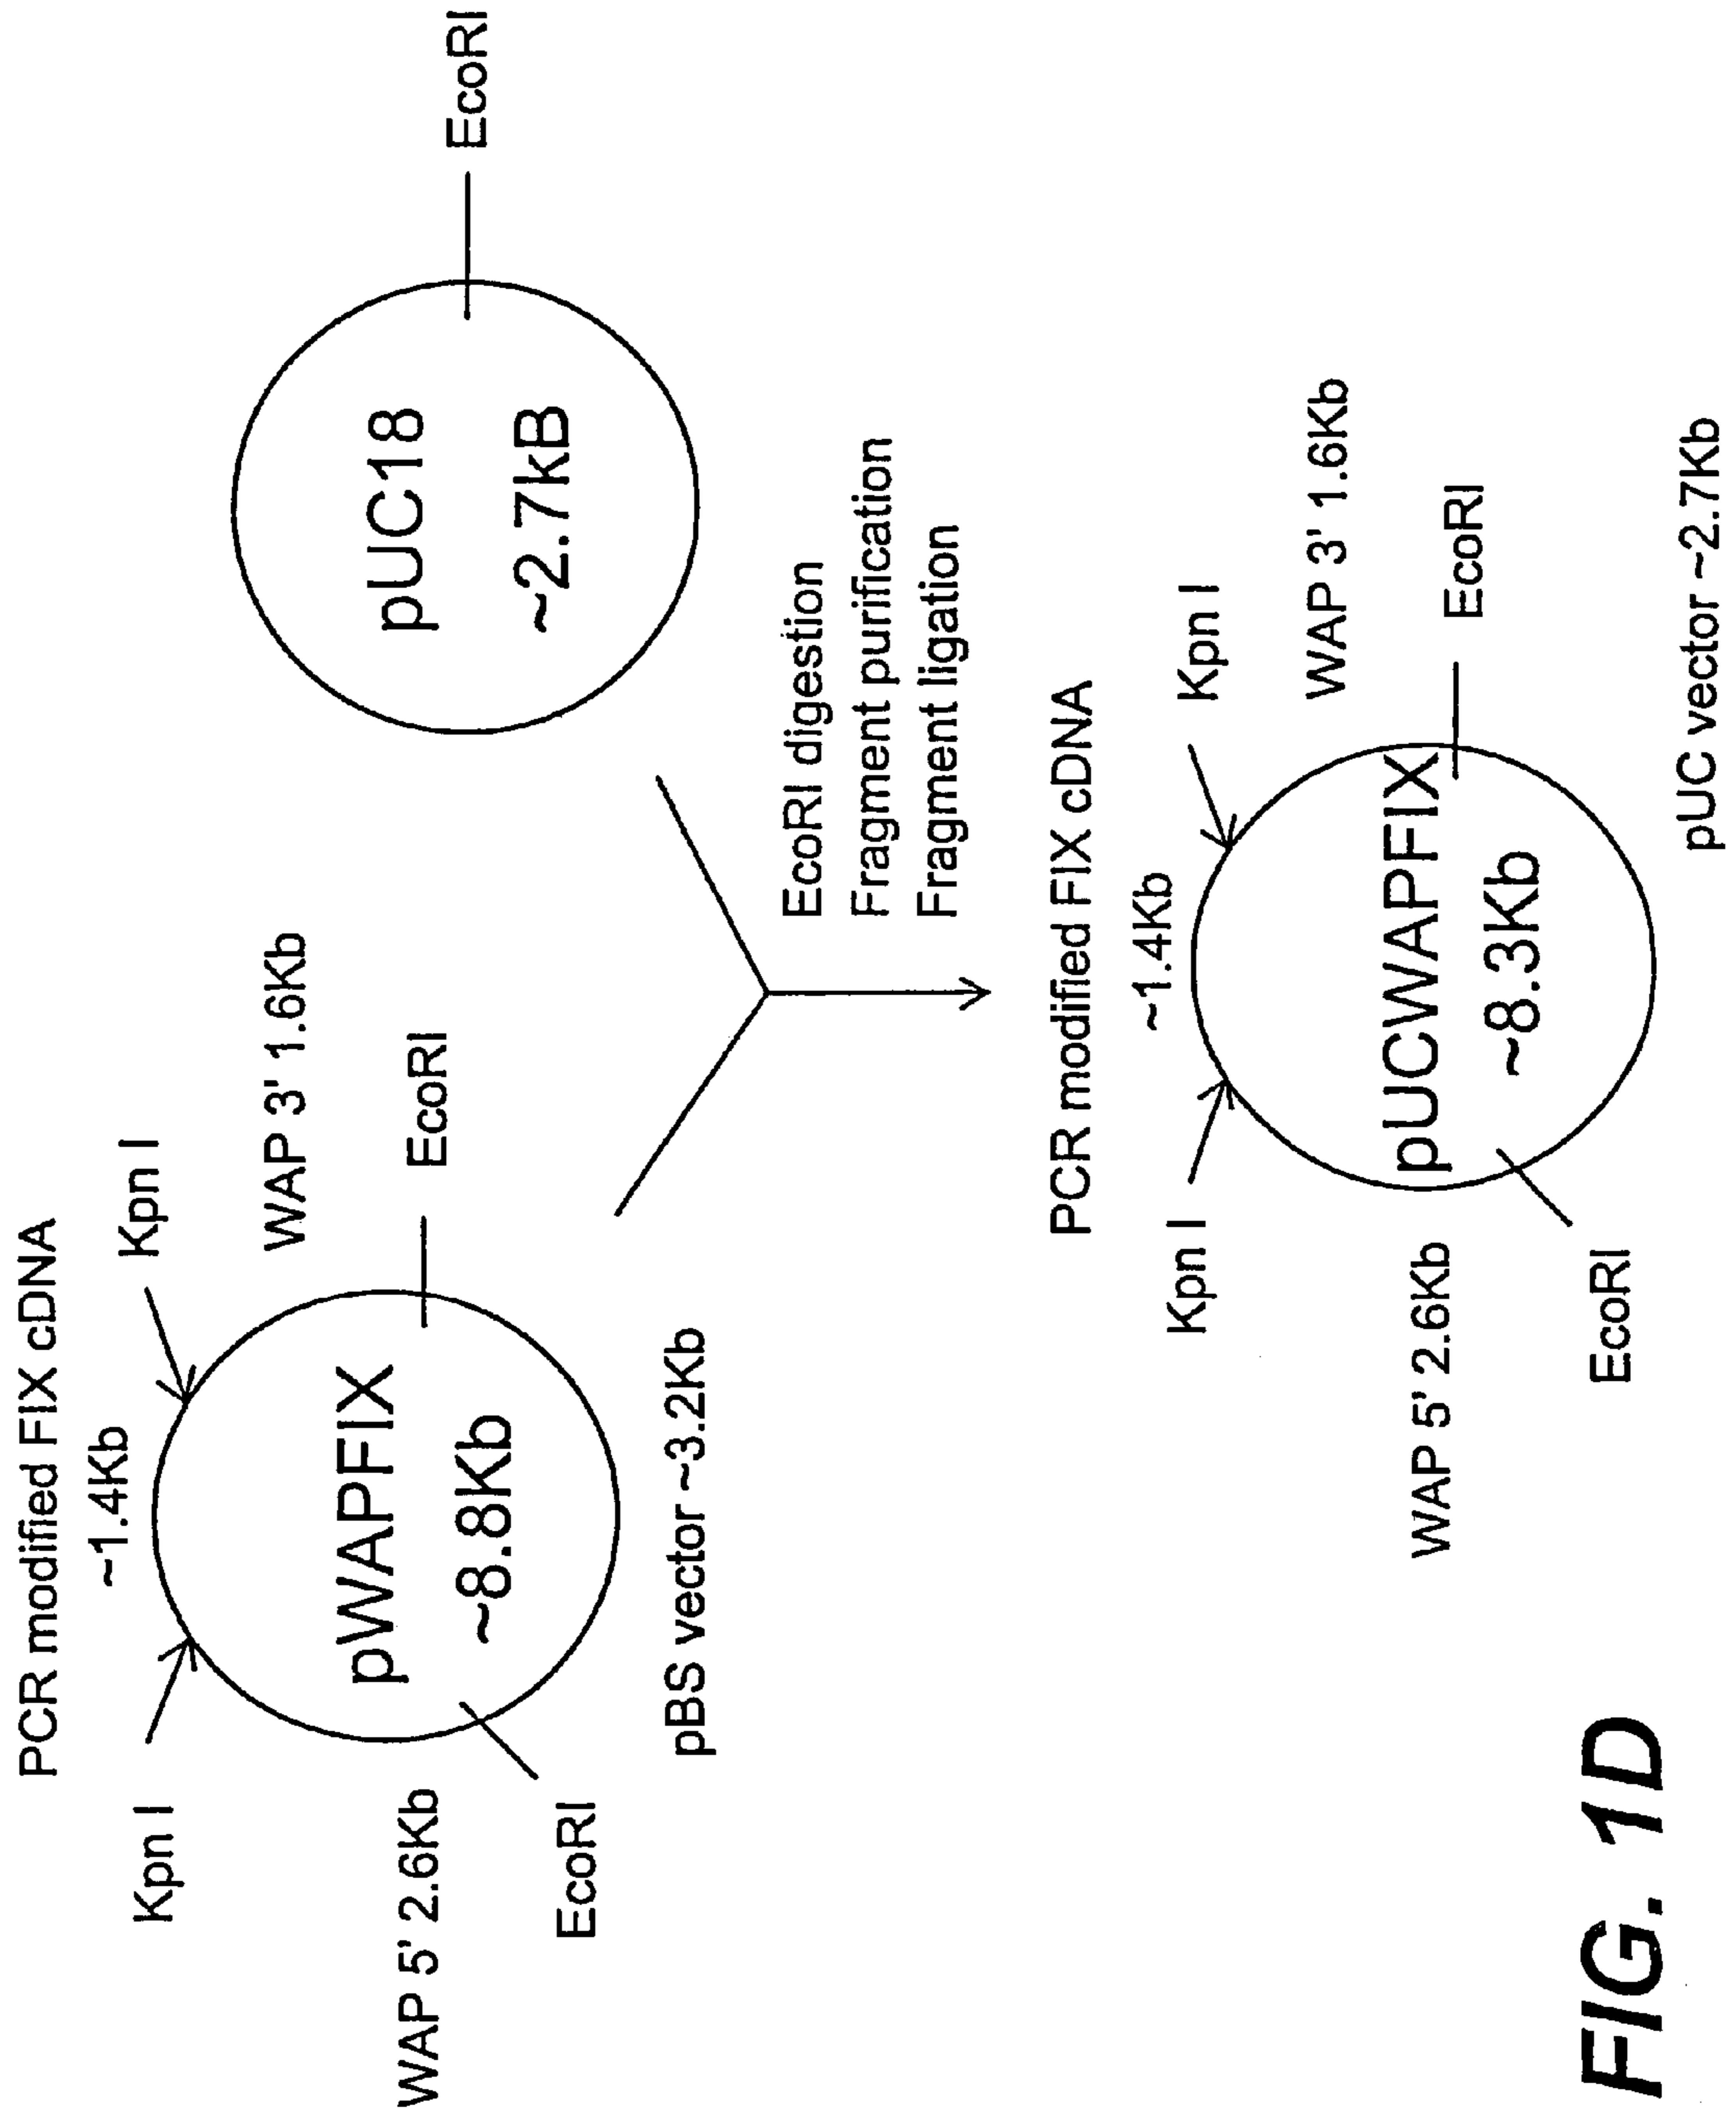 PCR modified FIX cDNA
~1.4Kb
Kpn I
Kpn I
WAP 5' 2.6Kb
WAP 3' 1.6Kb
pWAPFIX
~8.8Kb
EcoRI
EcoRI
pBS vector ~3.2Kb
pUC18
~2.7kB
EcoRI
EcoRI digestion
Fragment purification
Fragment ligation
PCR modified FIX cDNA
~1.4Kb
Kpn I
Kpn I
WAP 5' 2.6Kb
WAP 3' 1.6Kb
pUCWAPFIX
~8.3Kb
EcoRI
EcoRI
pUC vector ~2.7Kb
FIG. 1D